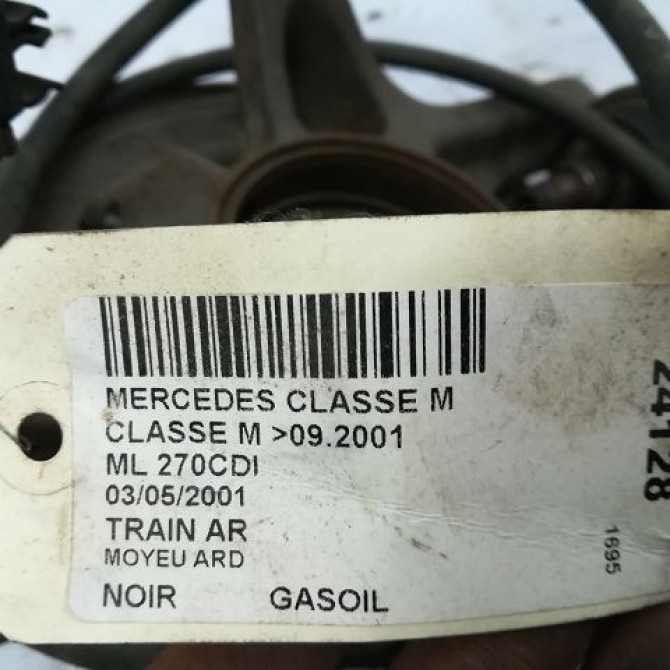 MERCEDES CLASSE M
CLASSE M >09.2001
ML 270CDI
03/05/2001
TRAIN AR
MOYEU ARD
NOIR GASOIL
24128
1695